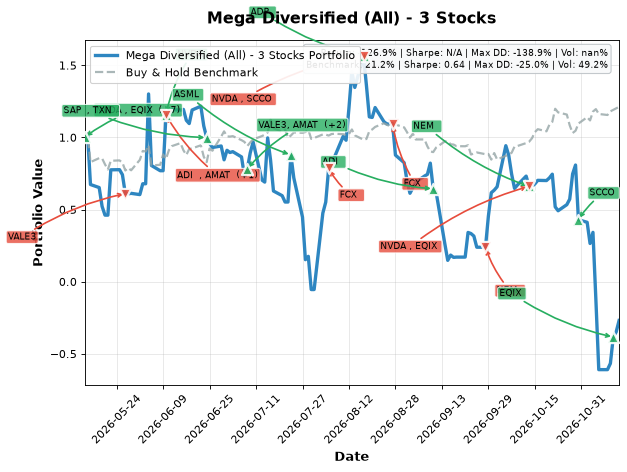 ADP
Mega Diversified (All) - 3 Stocks
Mega Diversified (All) - 3 Stocks Portfolio
Buy & Hold Benchmark
26.9% | Sharpe: N/A | Max DD: -138.9% | Vol: nan%
21.2% | Sharpe: 0.64 | Max DD: -25.0% | Vol: 49.2%
ASML
NVDA , SCCO
SAP , TXN
, EQIX (+7)
VALE3, AMAT (+2)
NEM
ADI
ADI , AMAT
FCX
FCX
SCCO
VALE3
NVDA , EQIX
EQIX
Portfolio Value
1.5
1.0
0.5
0.0
−0.5
2026-05-24
2026-06-09
2026-06-25
2026-07-11
2026-07-27
2026-08-12
2026-08-28
2026-09-13
2026-09-29
2026-10-15
2026-10-31
Date